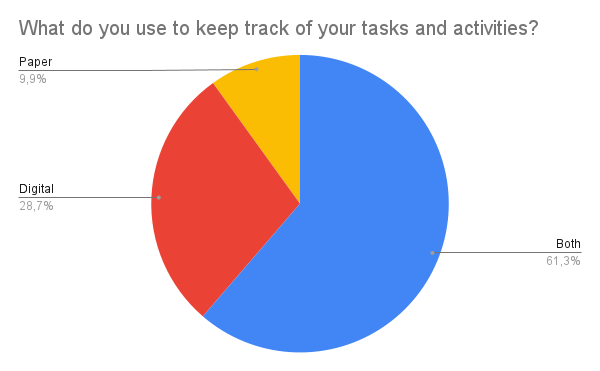 What do you use to keep track of your tasks and activities?
Paper
9,9%
Digital
28,7%
Both
61,3%